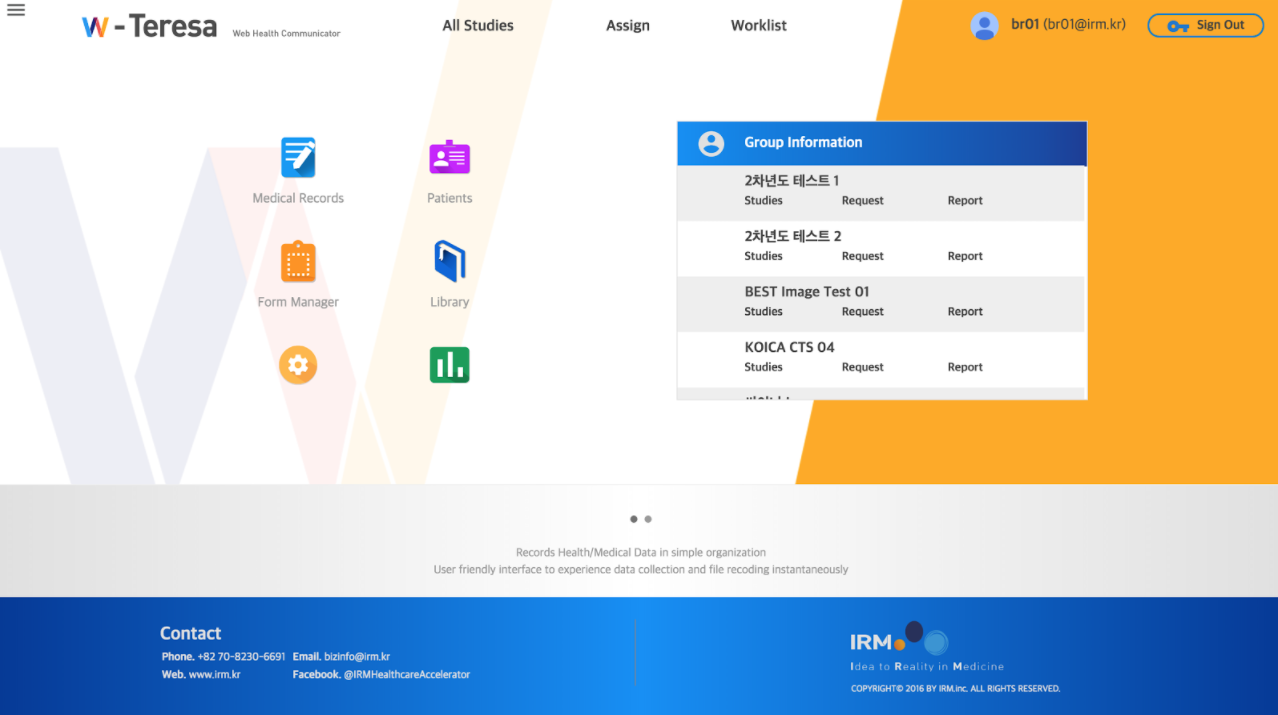 W-Teresa Web Health Communicator
All Studies Assign Worklist
br01 (br01@irm.kr) Sign Out
Medical Records Patients
Form Manager Library
Group Information
2차년도 테스트 1
Studies Request Report
2차년도 테스트 2
Studies Request Report
BEST Image Test 01
Studies Request Report
KOICA CTS 04
Studies Request Report
Records Health/Medical Data in simple organization
User friendly interface to experience data collection and file recoding instantaneously
Contact
Phone. +82 70-8230-6691 Email. bizinfo@irm.kr
Web. www.irm.kr Facebook. @IRMHealthcareAccelerator
IRM
Idea to Reality in Medicine
COPYRIGHT© 2016 BY IRM.inc. ALL RIGHTS RESERVED.